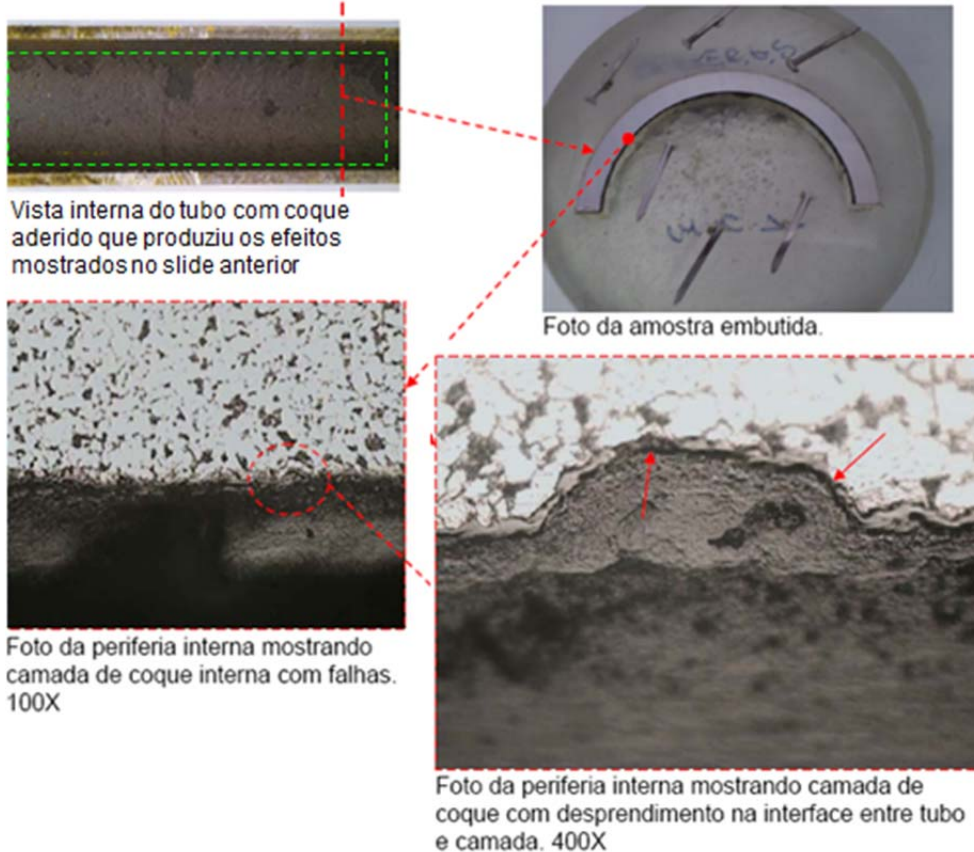 Vista interna do tubo com coque
aderido que produziu os efeitos
mostrados no slide anterior
Foto da amostra embutida.
Foto da periferia interna mostrando
camada de coque interna com falhas.
100X
Foto da periferia interna mostrando camada de
coque com desprendimento na interface entre tubo
e camada. 400X